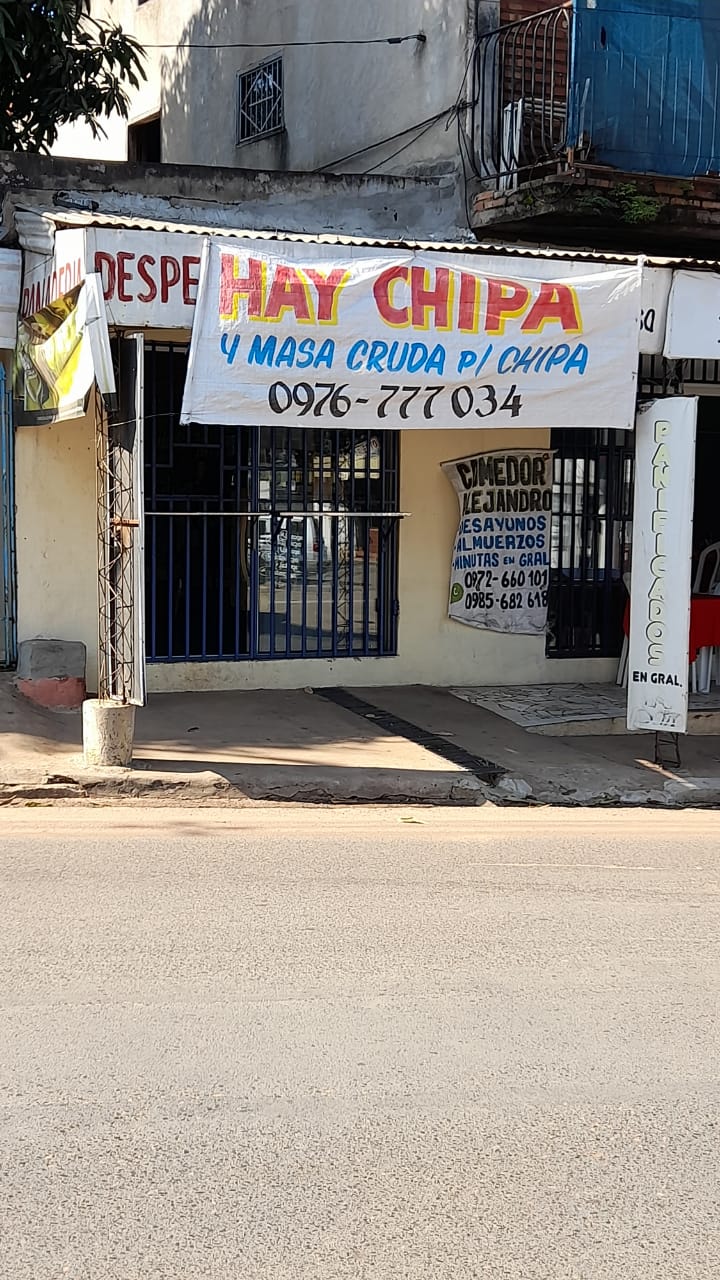 PANADERIA
DESPE
HAY CHIPA
Y MASA CRUDA P/ CHIPA
0976-777 034
COMEDOR
ALEJANDRO
DESAYUNOS
ALMUERZOS
MINUTAS EN GRAL
0972-660 101
0985-682 618
PANIFICADOS
EN GRAL.